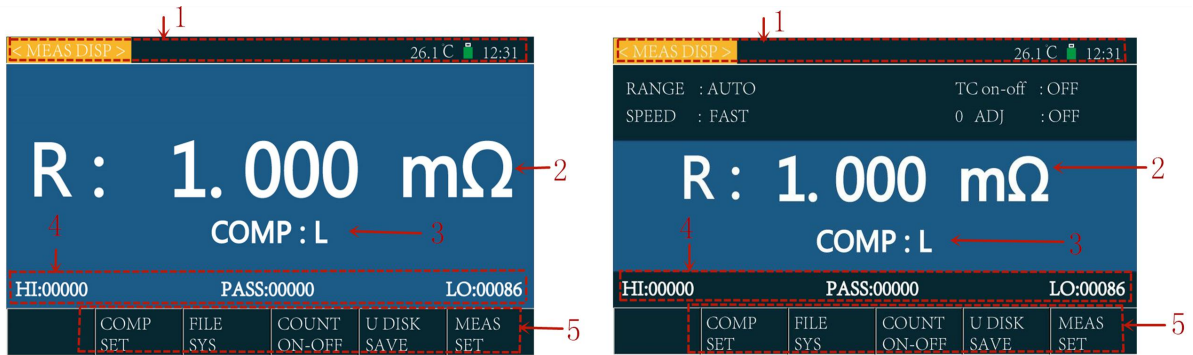 1
< MEAS DISP > 26.1℃ 12:31
R : 1. 000 mΩ
2
COMP : L
3
4
HI:00000 PASS:00000 LO:00086
COMP SET FILE SYS COUNT ON-OFF U DISK SAVE MEAS SET
5
1
< MEAS DISP > 26.1℃ 12:31
RANGE : AUTO TC on-off : OFF
SPEED : FAST 0 ADJ : OFF
R : 1. 000 mΩ
2
COMP : L
3
4
HI:00000 PASS:00000 LO:00086
COMP SET FILE SYS COUNT ON-OFF U DISK SAVE MEAS SET
5